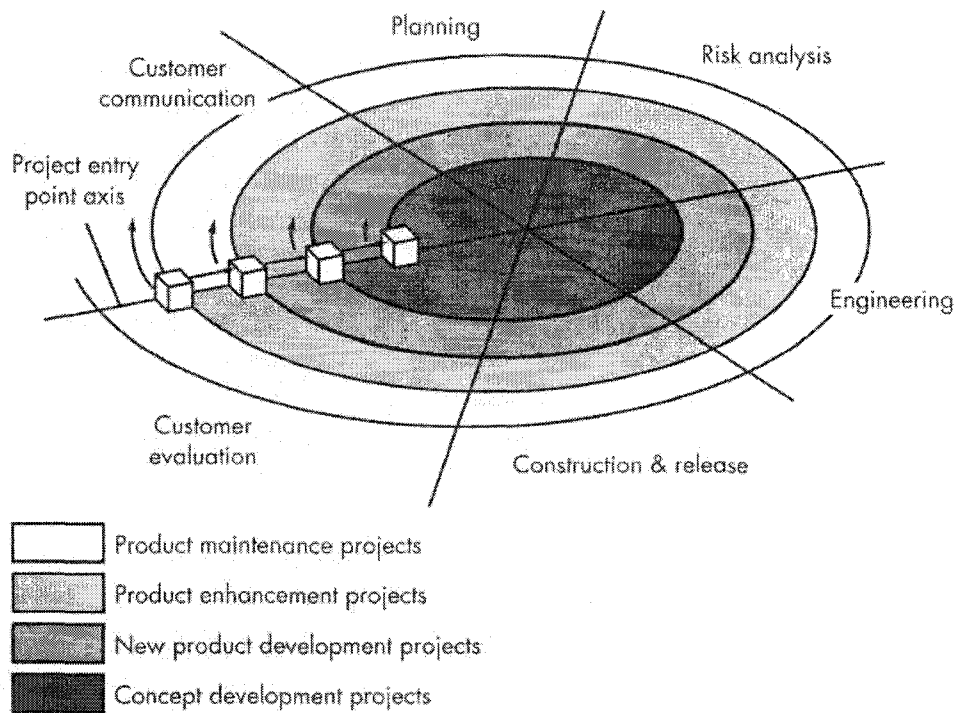 Planning
Risk analysis
Customer
communication
Project entry
point axis
Engineering
Customer
evaluation
Construction & release
Product maintenance projects
Product enhancement projects
New product development projects
Concept development projects